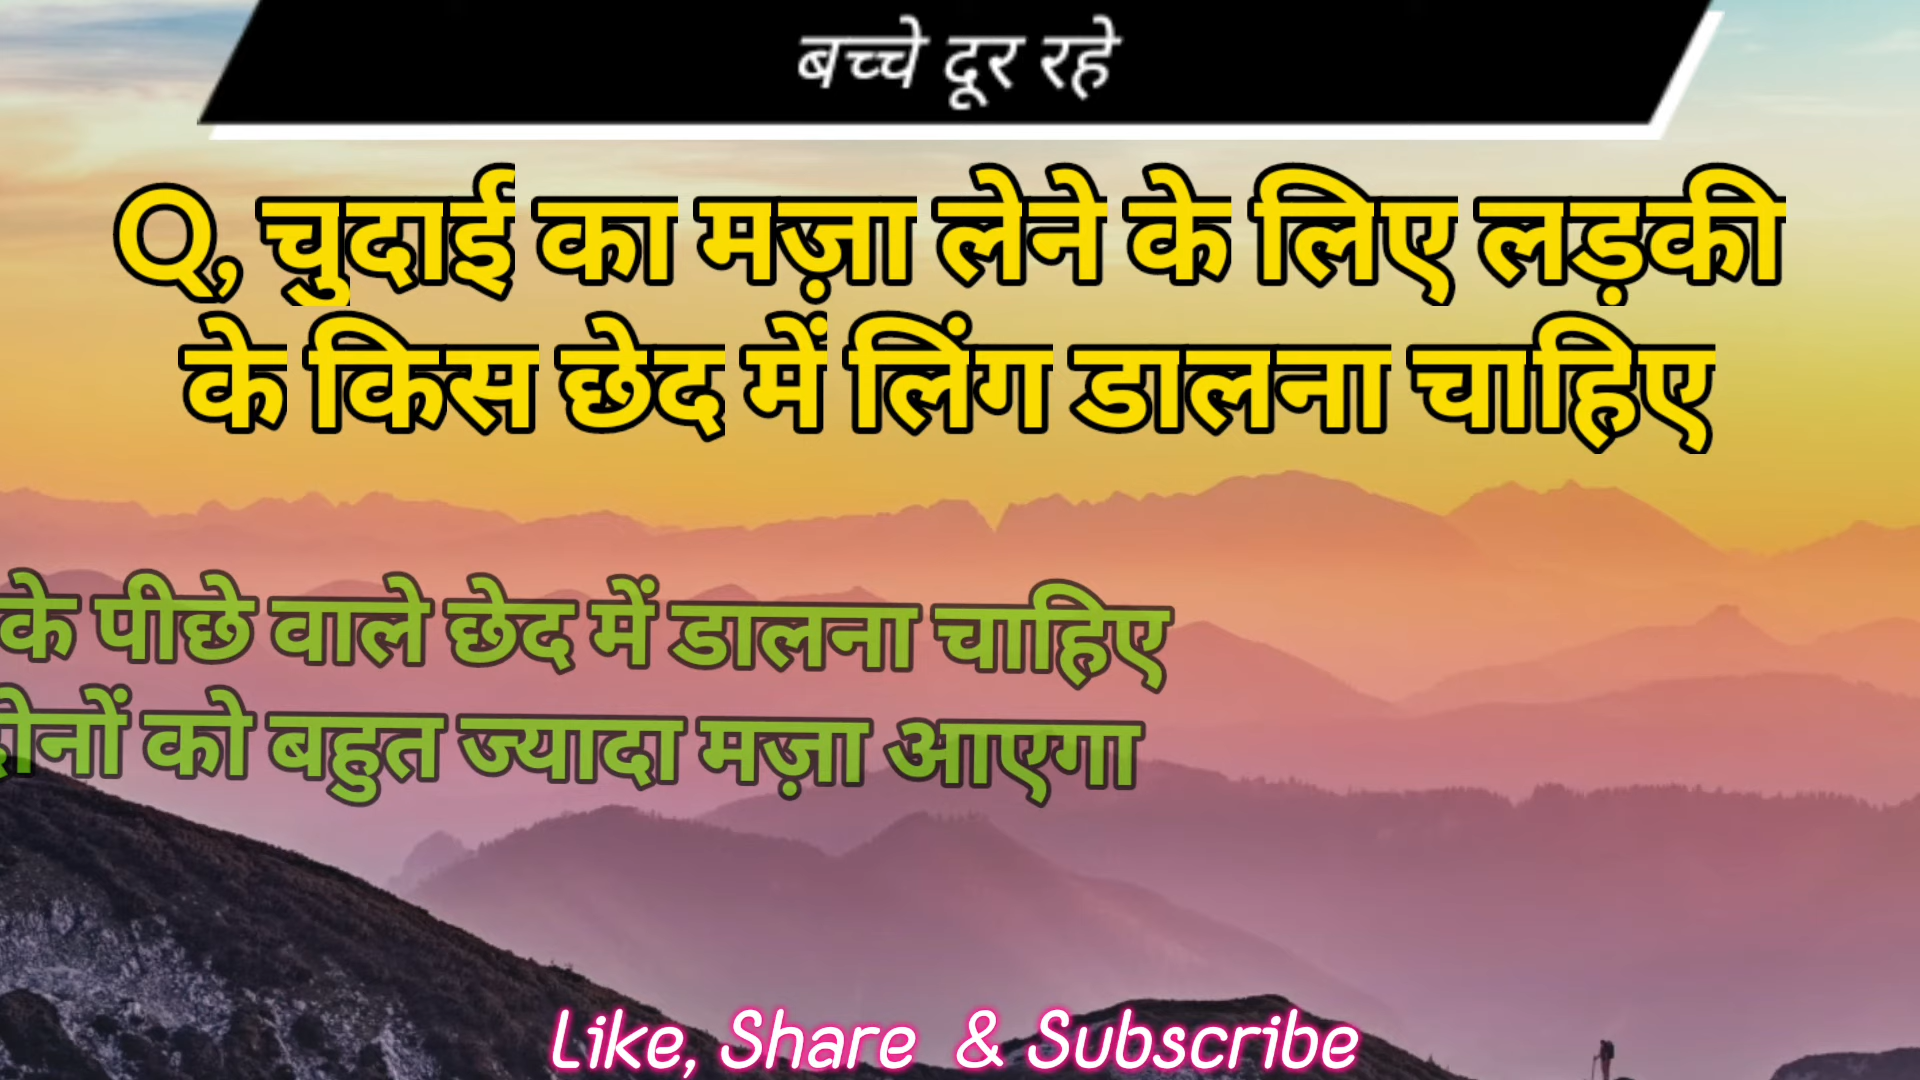 बच्चे दूर रहे
Q, चुदाई का मज़ा लेने के लिए लड़की
के किस छेद में लिंग डालना चाहिए
के पीछे वाले छेद में डालना चाहिए
दोनों को बहुत ज्यादा मज़ा आएगा
Like, Share & Subscribe